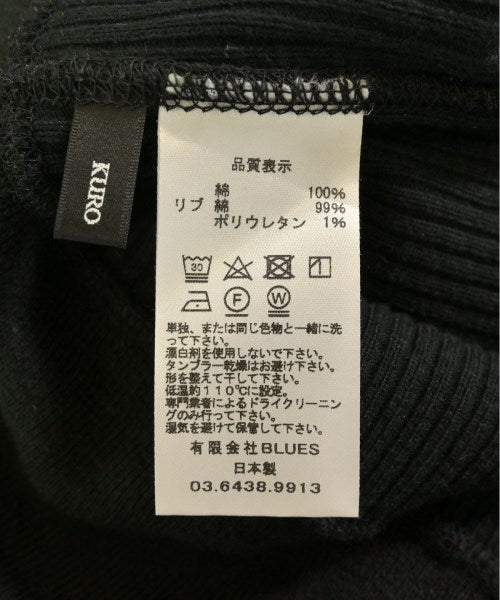 KURO
品質表示
綿 100%
リブ 綿 99%
ポリウレタン 1%
30
F W
単独、または同じ色物と一緒に洗
って下さい。
漂白剤を使用しないで下さい。
タンブラー乾燥はお避け下さい。
形を整えて干して下さい。
低温約110℃に設定。
専門業者によるドライクリーニン
グのみ行って下さい。
湿気を避けて保管して下さい。
有限会社BLUES
日本製
03.6438.9913